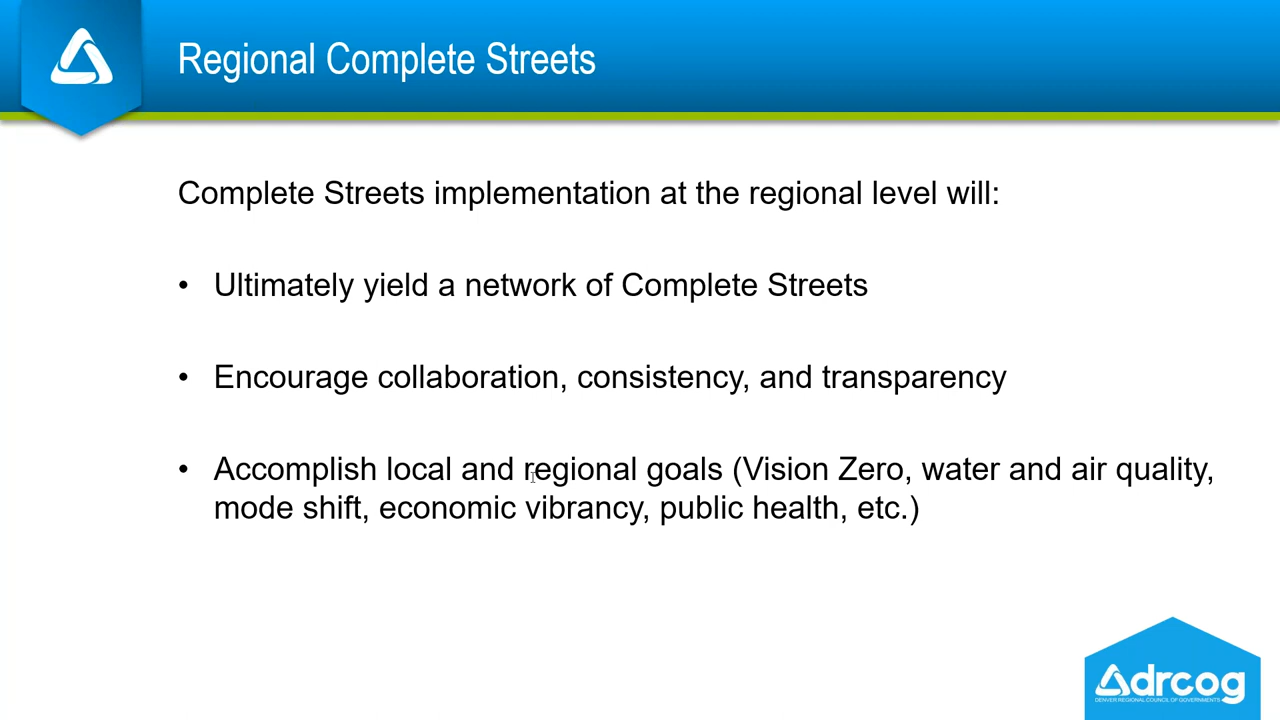 Regional Complete Streets
Complete Streets implementation at the regional level will:
• Ultimately yield a network of Complete Streets
• Encourage collaboration, consistency, and transparency
• Accomplish local and regional goals (Vision Zero, water and air quality,
mode shift, economic vibrancy, public health, etc.)
drcog
DENVER REGIONAL COUNCIL OF GOVERNMENTS